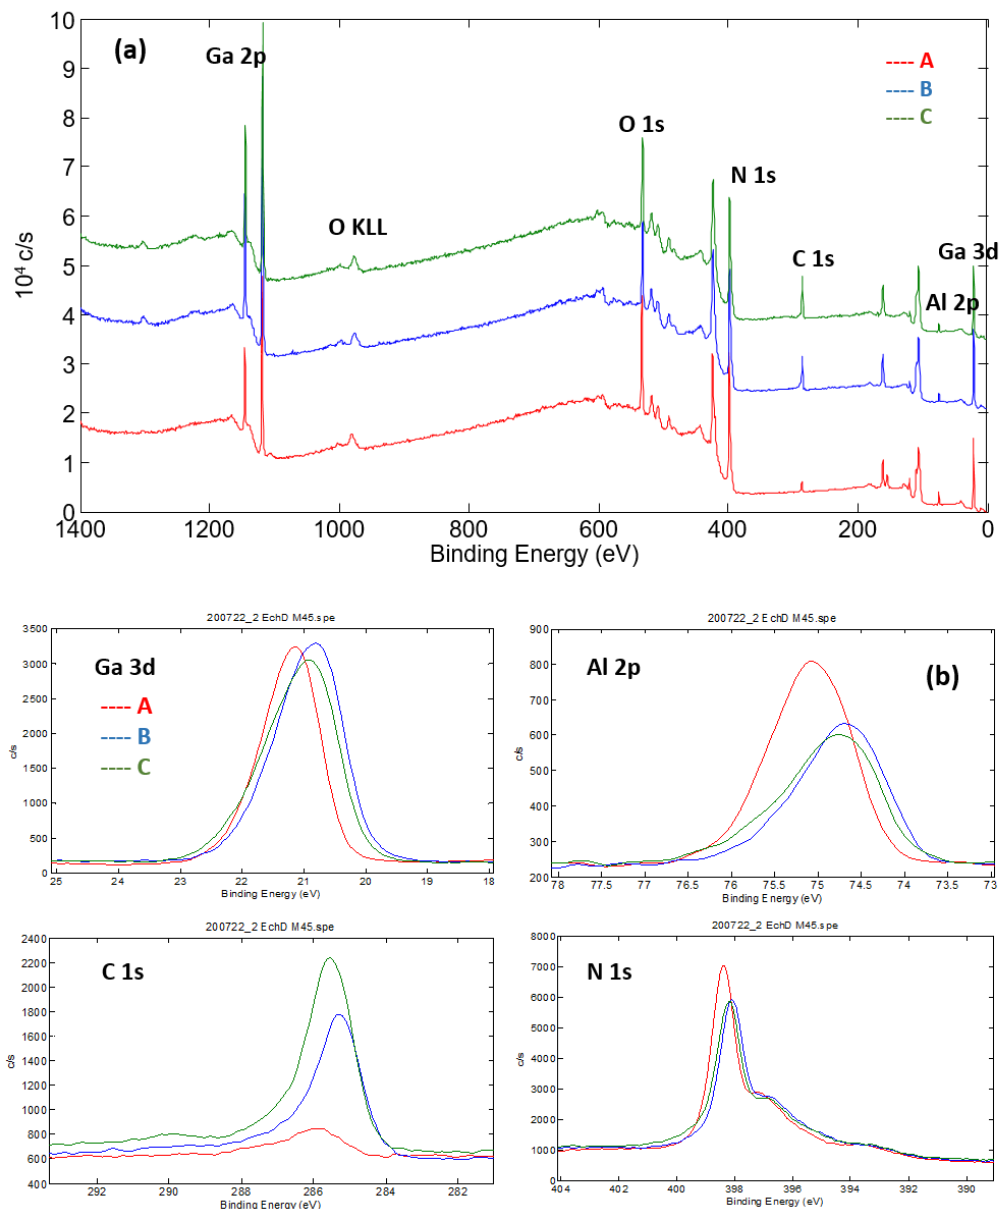 (a)
Ga 2p
O KLL
O 1s
N 1s
C 1s
Ga 3d
Al 2p
---- A
---- B
---- C
10⁴ c/s
10
9
8
7
6
5
4
3
2
1
0
1400 1200 1000 800 600 400 200 0
Binding Energy (eV)
200722_2 EchD M45.spe
Ga 3d
---- A
---- B
---- C
c/s
3500
3000
2500
2000
1500
1000
500
0
25 24 23 22 21 20 19 18
Binding Energy (eV)
200722_2 EchD M45.spe
Al 2p
(b)
c/s
900
800
700
600
500
400
300
200
78 77.5 77 76.5 76 75.5 75 74.5 74 73.5 73
Binding Energy (eV)
200722_2 EchD M45.spe
C 1s
c/s
2400
2200
2000
1800
1600
1400
1200
1000
800
600
400
292 290 288 286 284 282
Binding Energy (eV)
200722_2 EchD M45.spe
N 1s
c/s
8000
7000
6000
5000
4000
3000
2000
1000
0
404 402 400 398 396 394 392 390
Binding Energy (eV)